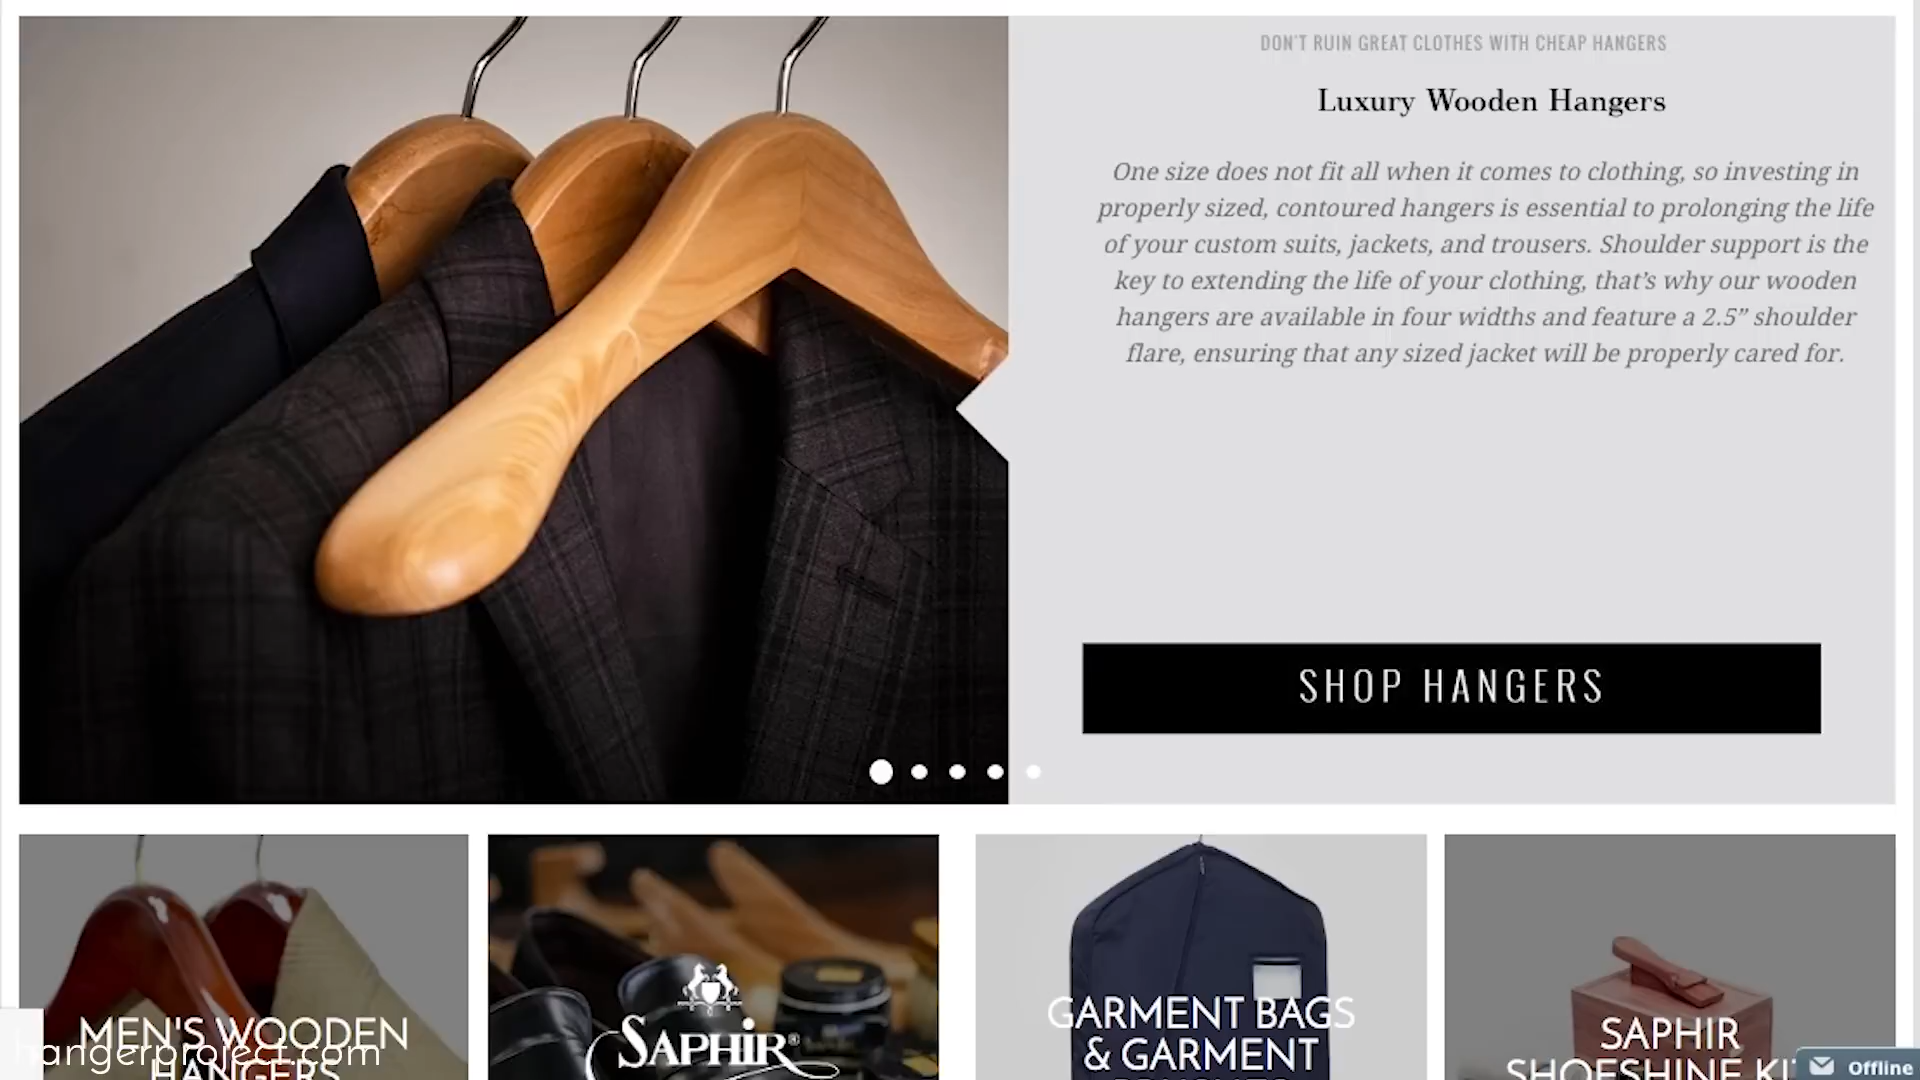 DON'T RUIN GREAT CLOTHES WITH CHEAP HANGERS
Luxury Wooden Hangers
One size does not fit all when it comes to clothing, so investing in
properly sized, contoured hangers is essential to prolonging the life
of your custom suits, jackets, and trousers. Shoulder support is the
key to extending the life of your clothing, that's why our wooden
hangers are available in four widths and feature a 2.5” shoulder
flare, ensuring that any sized jacket will be properly cared for.
SHOP HANGERS
MEN'S WOODEN
HANGERS
hangerproject.com
SAPHIR®
GARMENT BAGS
& GARMENT
SAPHIR
SHOESHINE
Offline